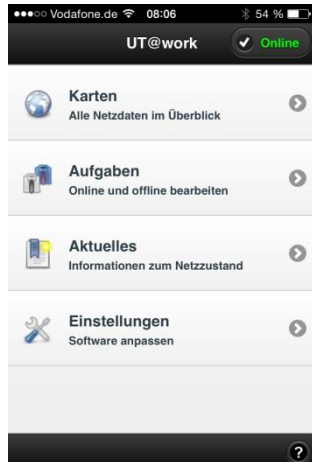 Vodafone.de 08:06 54 %
UT@work Online
Karten
Alle Netzdaten im Überblick
Aufgaben
Online und offline bearbeiten
Aktuelles
Informationen zum Netzzustand
Einstellungen
Software anpassen
?